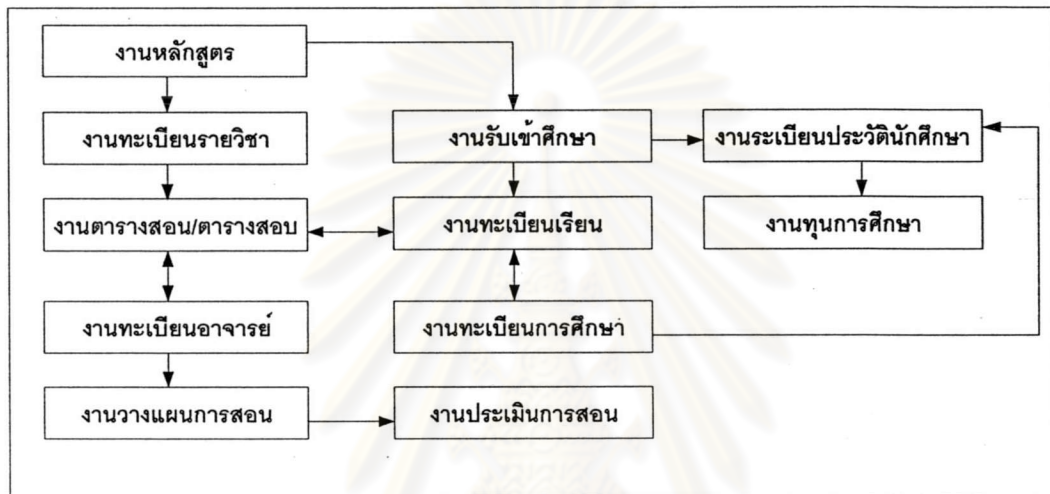 งานหลักสูตร
งานทะเบียนรายวิชา
งานรับเข้าศึกษา
งานระเบียนประวัตินักศึกษา
งานตารางสอน/ตารางสอบ
งานทะเบียนเรียน
งานทุนการศึกษา
งานทะเบียนอาจารย์
งานทะเบียนการศึกษา
งานวางแผนการสอน
งานประเมินการสอน